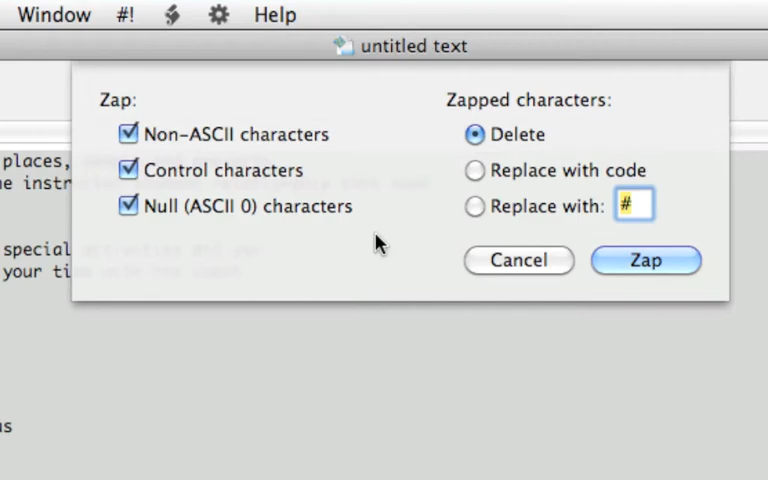 Window #! Help
untitled text
Zap:
Zapped characters:
Non-ASCII characters
Delete
Control characters
Replace with code
Null (ASCII 0) characters
Replace with: #
Cancel
Zap
places,
e instr
special
your ti
us